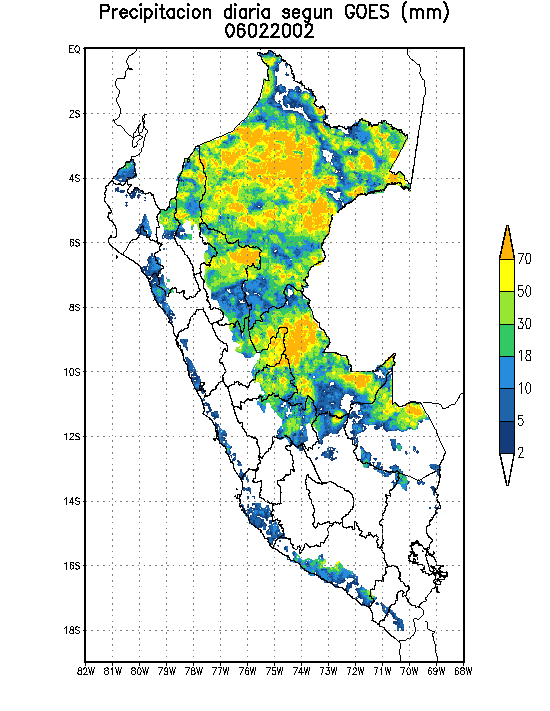 Precipitacion diaria segun GOES (mm)
06022002
EQ
2S
4S
6S
8S
10S
12S
14S
16S
18S
82W 81W 80W 79W 78W 77W 76W 75W 74W 73W 72W 71W 70W 69W 68W
70
50
30
18
10
5
2